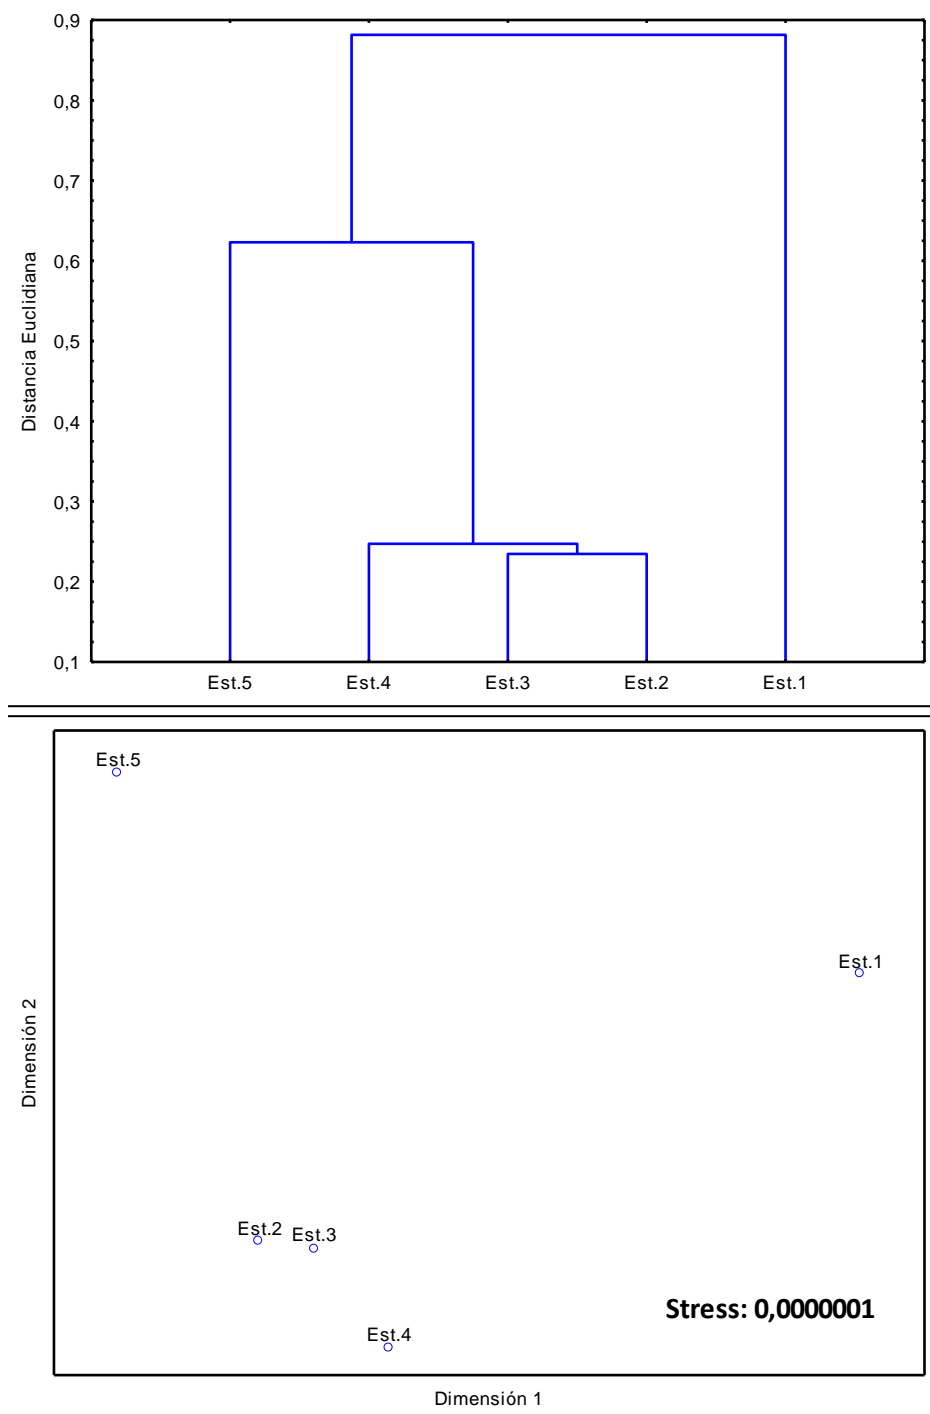 0,9
0,8
0,7
0,6
0,5
0,4
0,3
0,2
0,1
Distancia Euclidiana
Est.5 Est.4 Est.3 Est.2 Est.1
Est.5
Est.1
Est.2 Est.3
Est.4
Stress: 0,0000001
Dimensión 2
Dimensión 1